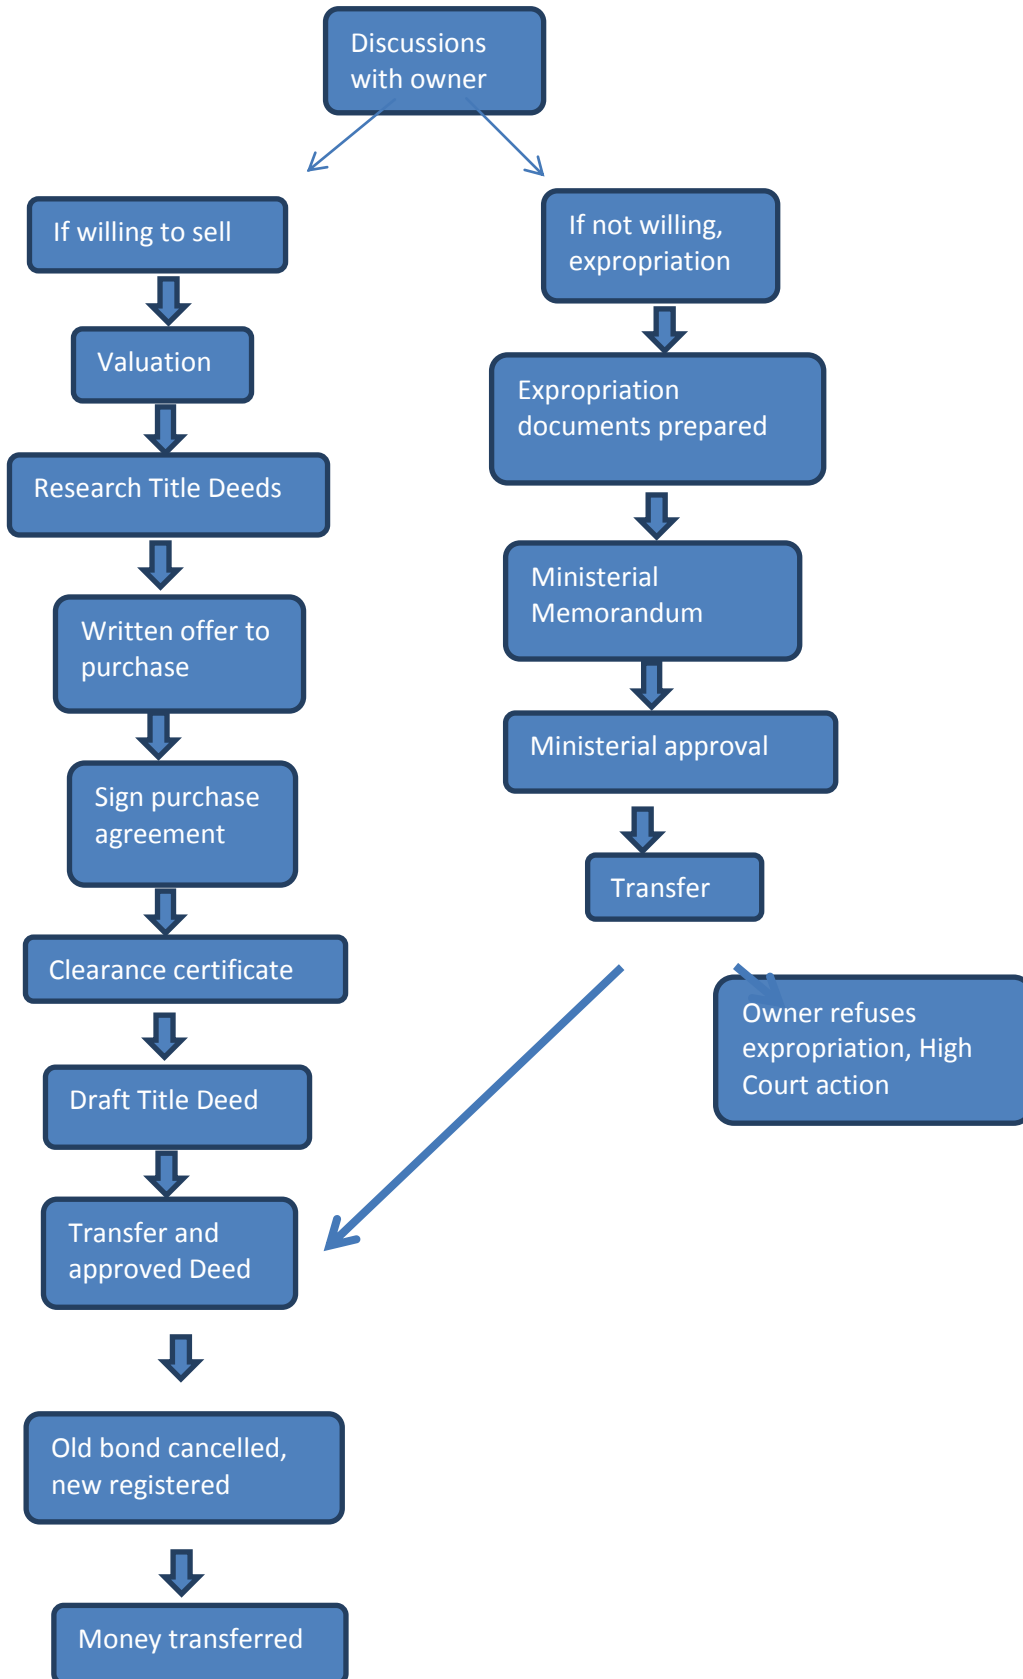 Discussions
with owner
If willing to sell
Valuation
Research Title Deeds
Written offer to
purchase
Sign purchase
agreement
Clearance certificate
Draft Title Deed
Transfer and
approved Deed
Old bond cancelled,
new registered
Money transferred
If not willing,
expropriation
Expropriation
documents prepared
Ministerial
Memorandum
Ministerial approval
Transfer
Owner refuses
expropriation, High
Court action